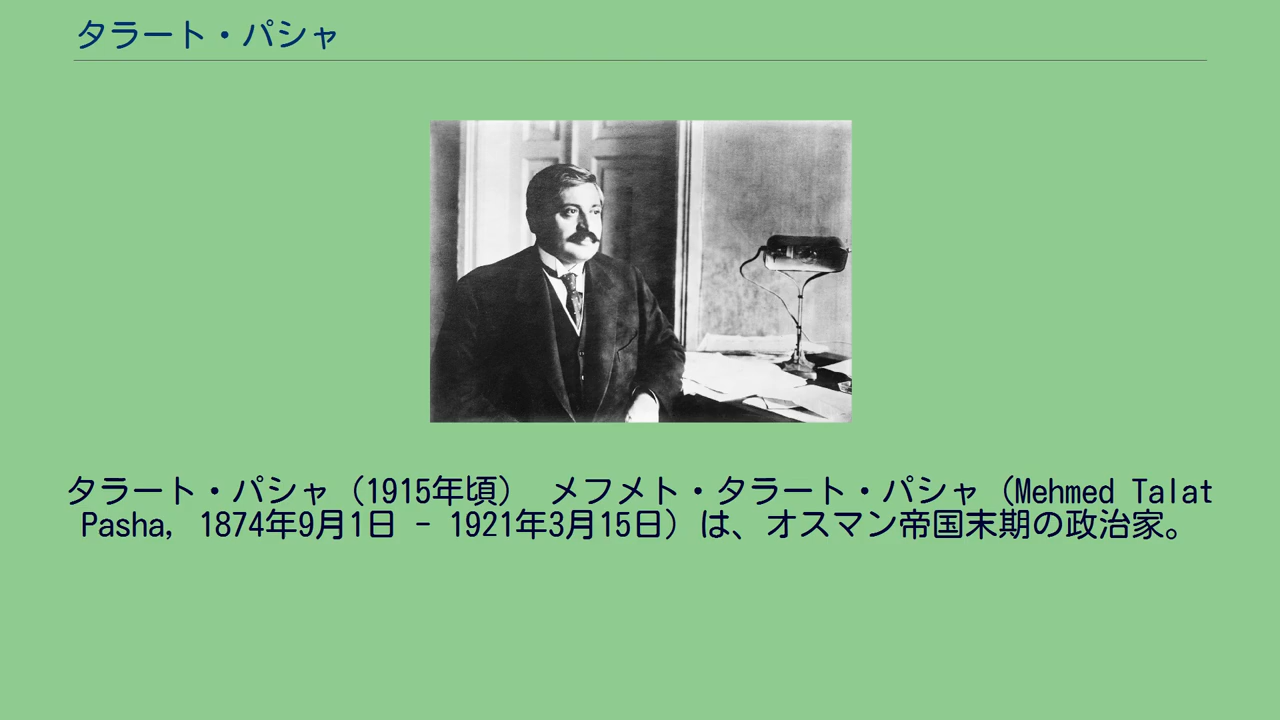 タラート・パシャ
タラート・パシャ（1915年頃）　メフメト・タラート・パシャ（Mehmed Talat
Pasha, 1874年9月1日 - 1921年3月15日）は、オスマン帝国末期の政治家。